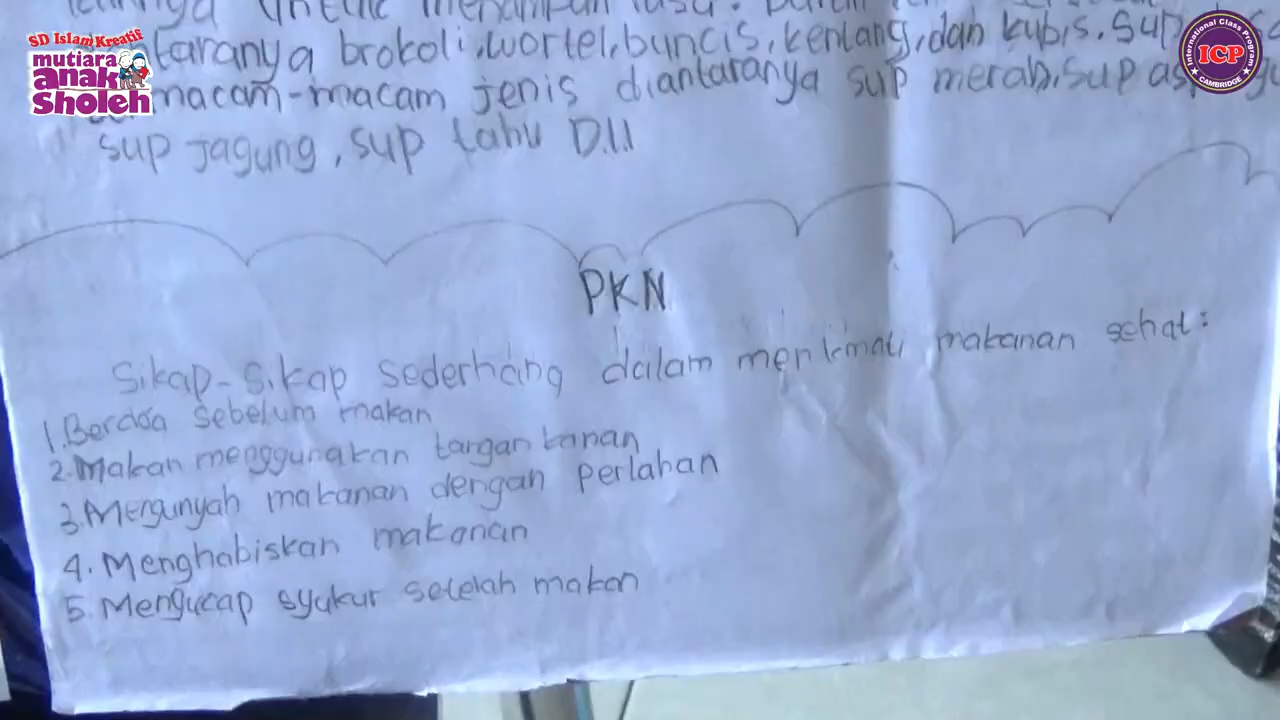 SD Islam Kreatif
mutiara
anak
Sholeh
International Class Program
ICP
CAMBRIDGE
brokoli, wortel, buncis, kentang, dan kubis. Sup
macam-macam jenis diantaranya sup merah, sup
sup jagung, sup tahu D.l.l
PKN
Sikap-sikap sederhang dalam menikmati makanan sehat:
1. Berdoa sebelum makan
2. Makan menggunakan tangan kanan
3. Mengunyah makanan dengan perlahan
4. Menghabiskan makanan
5. Mengucap syukur setelah makan